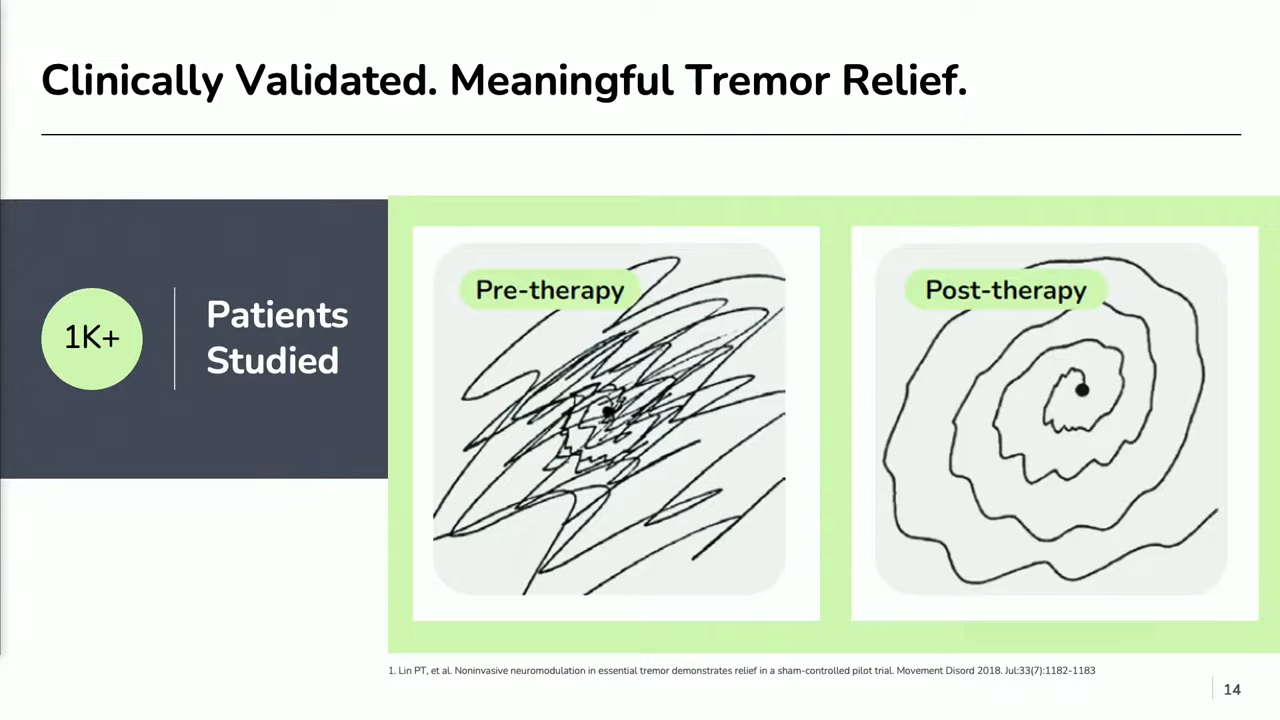 Clinically Validated. Meaningful Tremor Relief.
1K+
Patients
Studied
Pre-therapy
Post-therapy
1. Lin PT, et al. Noninvasive neuromodulation in essential tremor demonstrates relief in a sham-controlled pilot trial. Movement Disord 2018. Jul:33(7):1182-1183
14